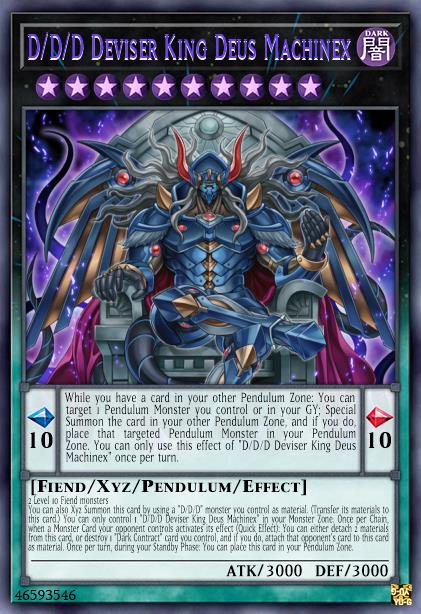 D/D/D Deviser King Deus Machinex
DARK
闇
While you have a card in your other Pendulum Zone: You can
target 1 Pendulum Monster you control or in your GY; Special
Summon the card in your other Pendulum Zone, and if you do,
place that targeted Pendulum Monster in your Pendulum
Zone. You can only use this effect of "D/D/D Deviser King Deus
Machinex" once per turn.
10
10
[Fiend/Xyz/Pendulum/Effect]
2 Level 10 Fiend monsters
You can also Xyz Summon this card by using a "D/D/D" monster you control as material. (Transfer its materials to
this card.) You can only control 1 "D/D/D Deviser King Deus Machinex" in your Monster Zone. Once per Chain,
when a Monster Card your opponent controls activates its effect (Quick Effect): You can either detach 2 materials
from this card, or destroy 1 "Dark Contract" card you control, and if you do, attach that opponent's card to this card
as material. Once per turn, during your Standby Phase: You can place this card in your Pendulum Zone.
ATK/3000 DEF/3000
46593546